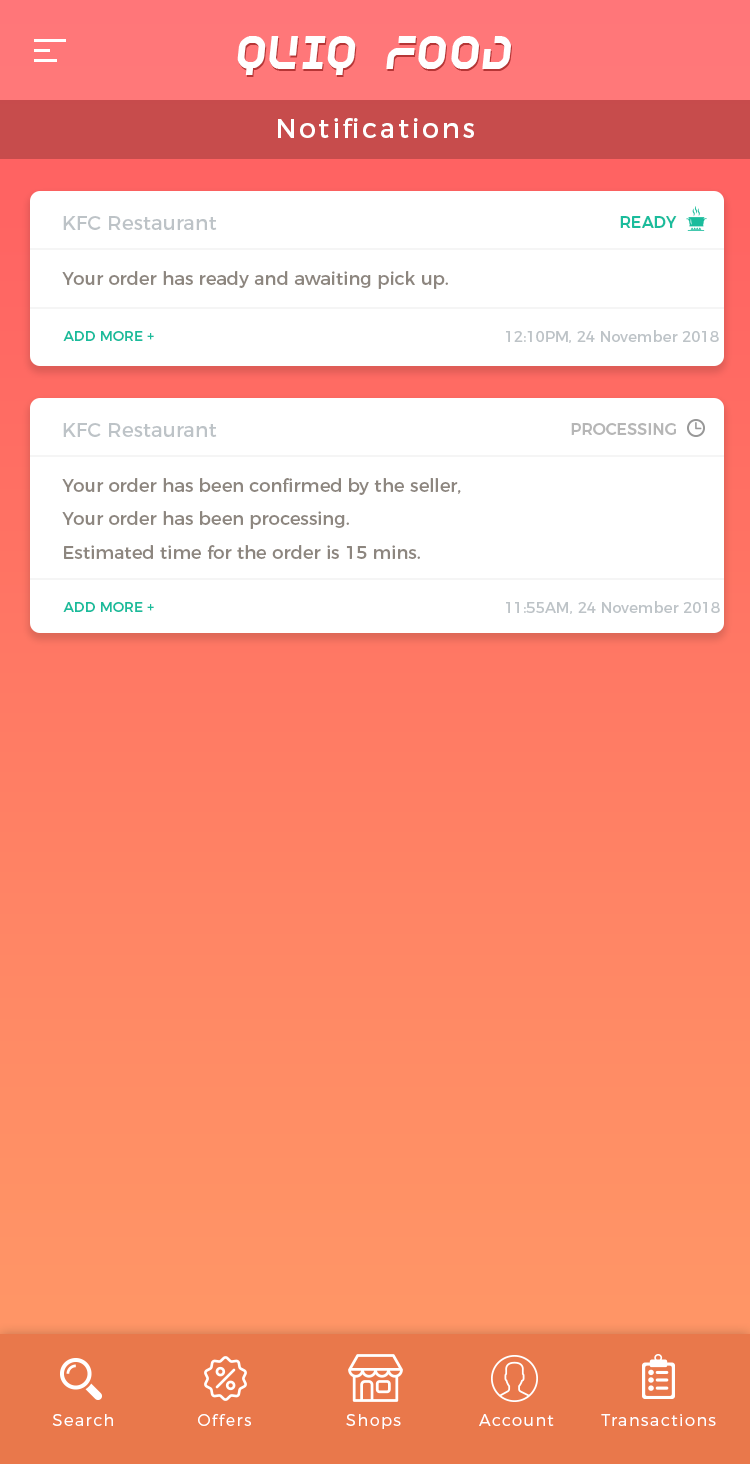 QUIQ FOOD
Notifications
KFC Restaurant READY
Your order has ready and awaiting pick up.
ADD MORE + 12:10PM, 24 November 2018
KFC Restaurant PROCESSING
Your order has been confirmed by the seller,
Your order has been processing.
Estimated time for the order is 15 mins.
ADD MORE + 11:55AM, 24 November 2018
Search Offers Shops Account Transactions